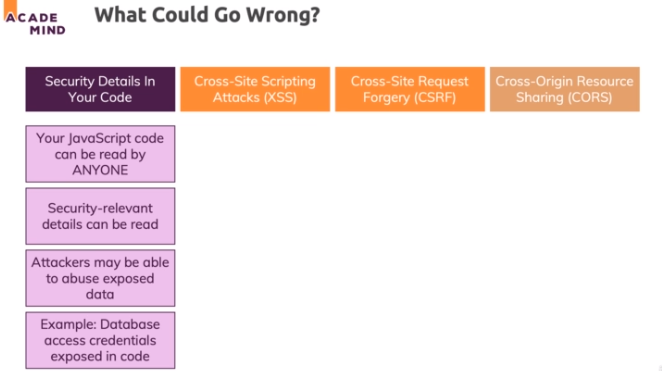 ACADE
MIND
What Could Go Wrong?
Security Details In
Your Code
Cross-Site Scripting
Attacks (XSS)
Cross-Site Request
Forgery (CSRF)
Cross-Origin Resource
Sharing (CORS)
Your JavaScript code
can be read by
ANYONE
Security-relevant
details can be read
Attackers may be able
to abuse exposed
data
Example: Database
access credentials
exposed in code